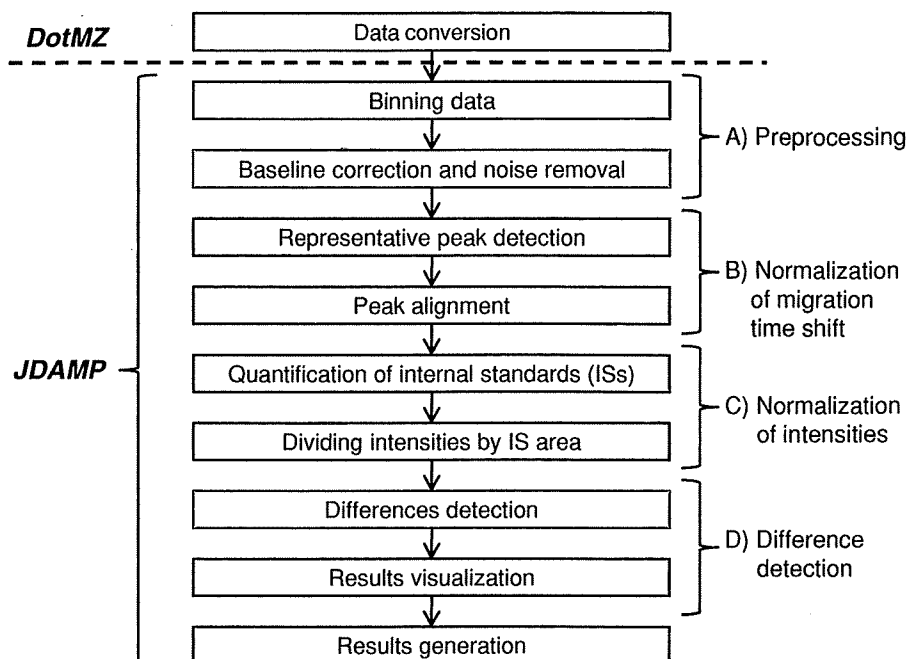 DotMZ
Data conversion
Binning data
A) Preprocessing
Baseline correction and noise removal
Representative peak detection
B) Normalization
of migration
time shift
Peak alignment
JDAMP
Quantification of internal standards (ISs)
C) Normalization
of intensities
Dividing intensities by IS area
Differences detection
D) Difference
detection
Results visualization
Results generation